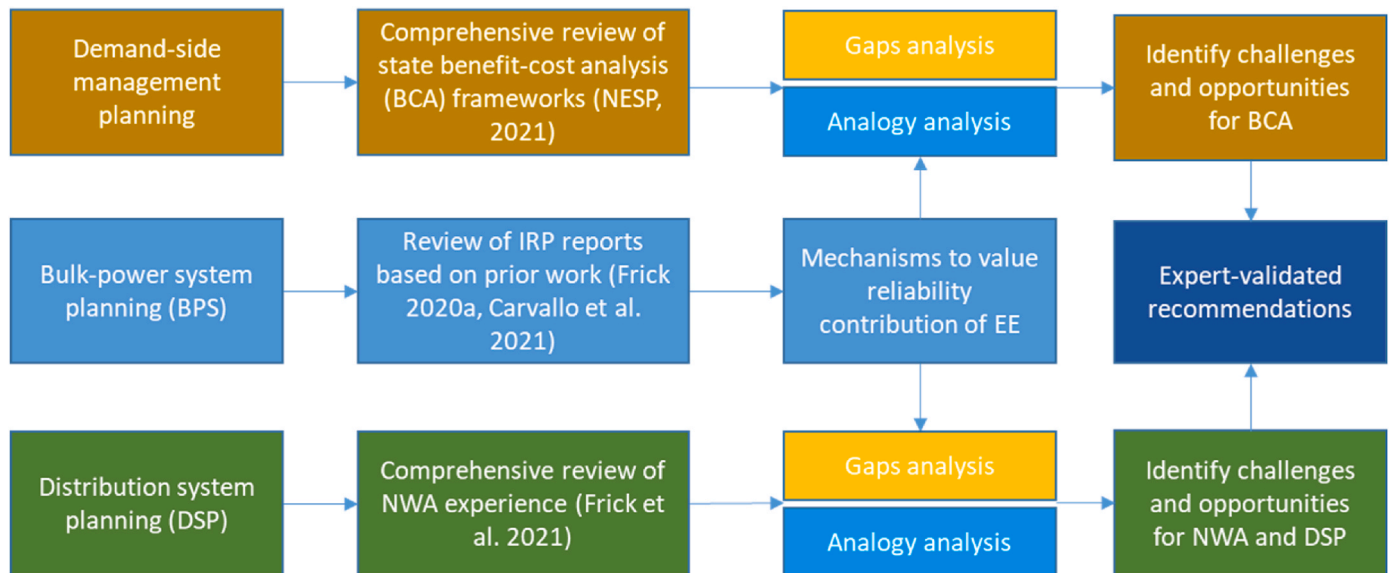 Demand-side
management
planning
Comprehensive review of
state benefit-cost analysis
(BCA) frameworks (NESP,
2021)
Gaps analysis
Analogy analysis
Identify challenges
and opportunities
for BCA
Bulk-power system
planning (BPS)
Review of IRP reports
based on prior work (Frick
2020a, Carvallo et al.
2021)
Mechanisms to value
reliability
contribution of EE
Expert-validated
recommendations
Distribution system
planning (DSP)
Comprehensive review of
NWA experience (Frick et
al. 2021)
Gaps analysis
Analogy analysis
Identify challenges
and opportunities
for NWA and DSP